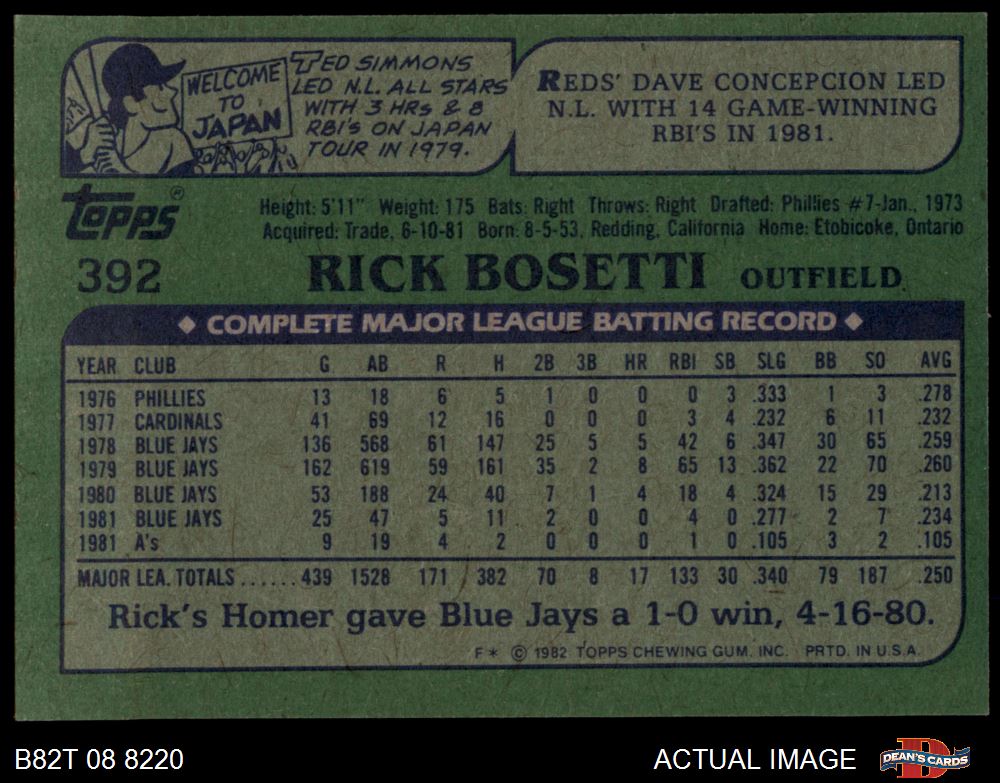 WELCOME
TO
JAPAN
TED SIMMONS
LED N.L. ALL STARS
WITH 3 HRs & 8
RBI's ON JAPAN
TOUR IN 1979.
REDS' DAVE CONCEPCION LED
N.L. WITH 14 GAME-WINNING
RBI'S IN 1981.
TOPPS®
Height: 5'11" Weight: 175 Bats: Right Throws: Right Drafted: Phillies #7-Jan., 1973
Acquired: Trade, 6-10-81 Born: 8-5-53, Redding, California Home: Etobicoke, Ontario
392 RICK BOSETTI OUTFIELD
◆ COMPLETE MAJOR LEAGUE BATTING RECORD ◆
YEAR CLUB G AB R H 2B 3B HR RBI SB SLG BB SO AVG
1976 PHILLIES 13 18 6 5 1 0 0 0 3 .333 1 3 .278
1977 CARDINALS 41 69 12 16 0 0 0 3 4 .232 6 11 .232
1978 BLUE JAYS 136 568 61 147 25 5 5 42 6 .347 30 65 .259
1979 BLUE JAYS 162 619 59 161 35 2 8 65 13 .362 22 70 .260
1980 BLUE JAYS 53 188 24 40 7 1 4 18 4 .324 15 29 .213
1981 BLUE JAYS 25 47 5 11 2 0 0 4 0 .277 2 7 .234
1981 A's 9 19 4 2 0 0 0 1 0 .105 3 2 .105
MAJOR LEA. TOTALS ...... 439 1528 171 382 70 8 17 133 30 .340 79 187 .250
Rick's Homer gave Blue Jays a 1-0 win, 4-16-80.
F* © 1982 TOPPS CHEWING GUM, INC. PRTD. IN U.S.A.
B82T 08 8220 ACTUAL IMAGE DEAN'S CARDS